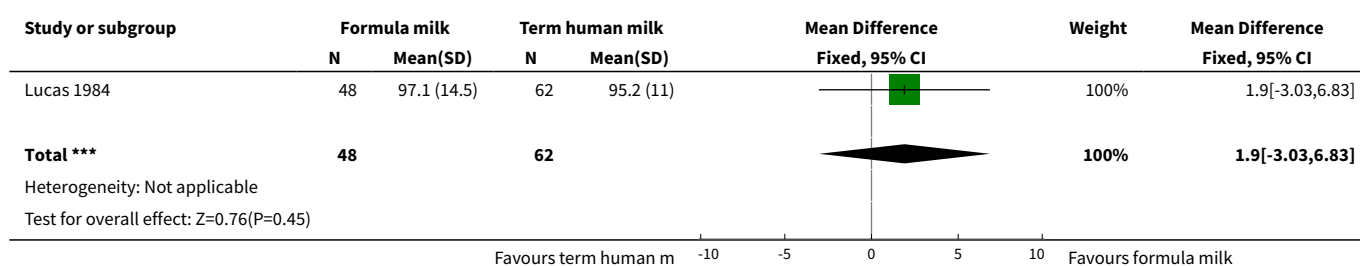 Study or subgroup Formula milk Term human milk Mean Difference Weight Mean Difference
N Mean(SD) N Mean(SD) Fixed, 95% CI Fixed, 95% CI
Lucas 1984 48 97.1 (14.5) 62 95.2 (11) 100% 1.9[-3.03,6.83]
Total *** 48 62 100% 1.9[-3.03,6.83]
Heterogeneity: Not applicable
Test for overall effect: Z=0.76(P=0.45)
Favours term human m -10 -5 0 5 10 Favours formula milk